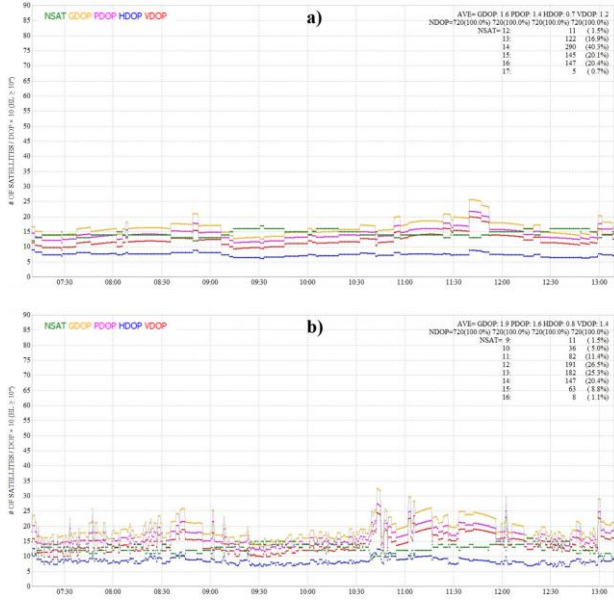 a)
NSAT GDOP PDOP HDOP VDOP
AVE= GDOP: 1.6 PDOP: 1.4 HDOP: 0.7 VDOP: 1.2
NDOP=720(100.0%) 720(100.0%) 720(100.0%) 720(100.0%)
NSAT= 12: 11 ( 1.5%)
13: 122 (16.9%)
14: 290 (40.3%)
15: 145 (20.1%)
16: 147 (20.4%)
17: 5 ( 0.7%)
# OF SATELLITES / DOP × 10 (EL ≥ 10°)
90
85
80
75
70
65
60
55
50
45
40
35
30
25
20
15
10
5
0
07:30 08:00 08:30 09:00 09:30 10:00 10:30 11:00 11:30 12:00 12:30 13:00
b)
NSAT GDOP PDOP HDOP VDOP
AVE= GDOP: 1.9 PDOP: 1.6 HDOP: 0.8 VDOP: 1.4
NDOP=720(100.0%) 720(100.0%) 720(100.0%) 720(100.0%)
NSAT= 9: 11 ( 1.5%)
10: 36 ( 5.0%)
11: 82 (11.4%)
12: 191 (26.5%)
13: 182 (25.3%)
14: 147 (20.4%)
15: 63 ( 8.8%)
16: 8 ( 1.1%)
# OF SATELLITES / DOP × 10 (EL ≥ 10°)
90
85
80
75
70
65
60
55
50
45
40
35
30
25
20
15
10
5
0
07:30 08:00 08:30 09:00 09:30 10:00 10:30 11:00 11:30 12:00 12:30 13:00